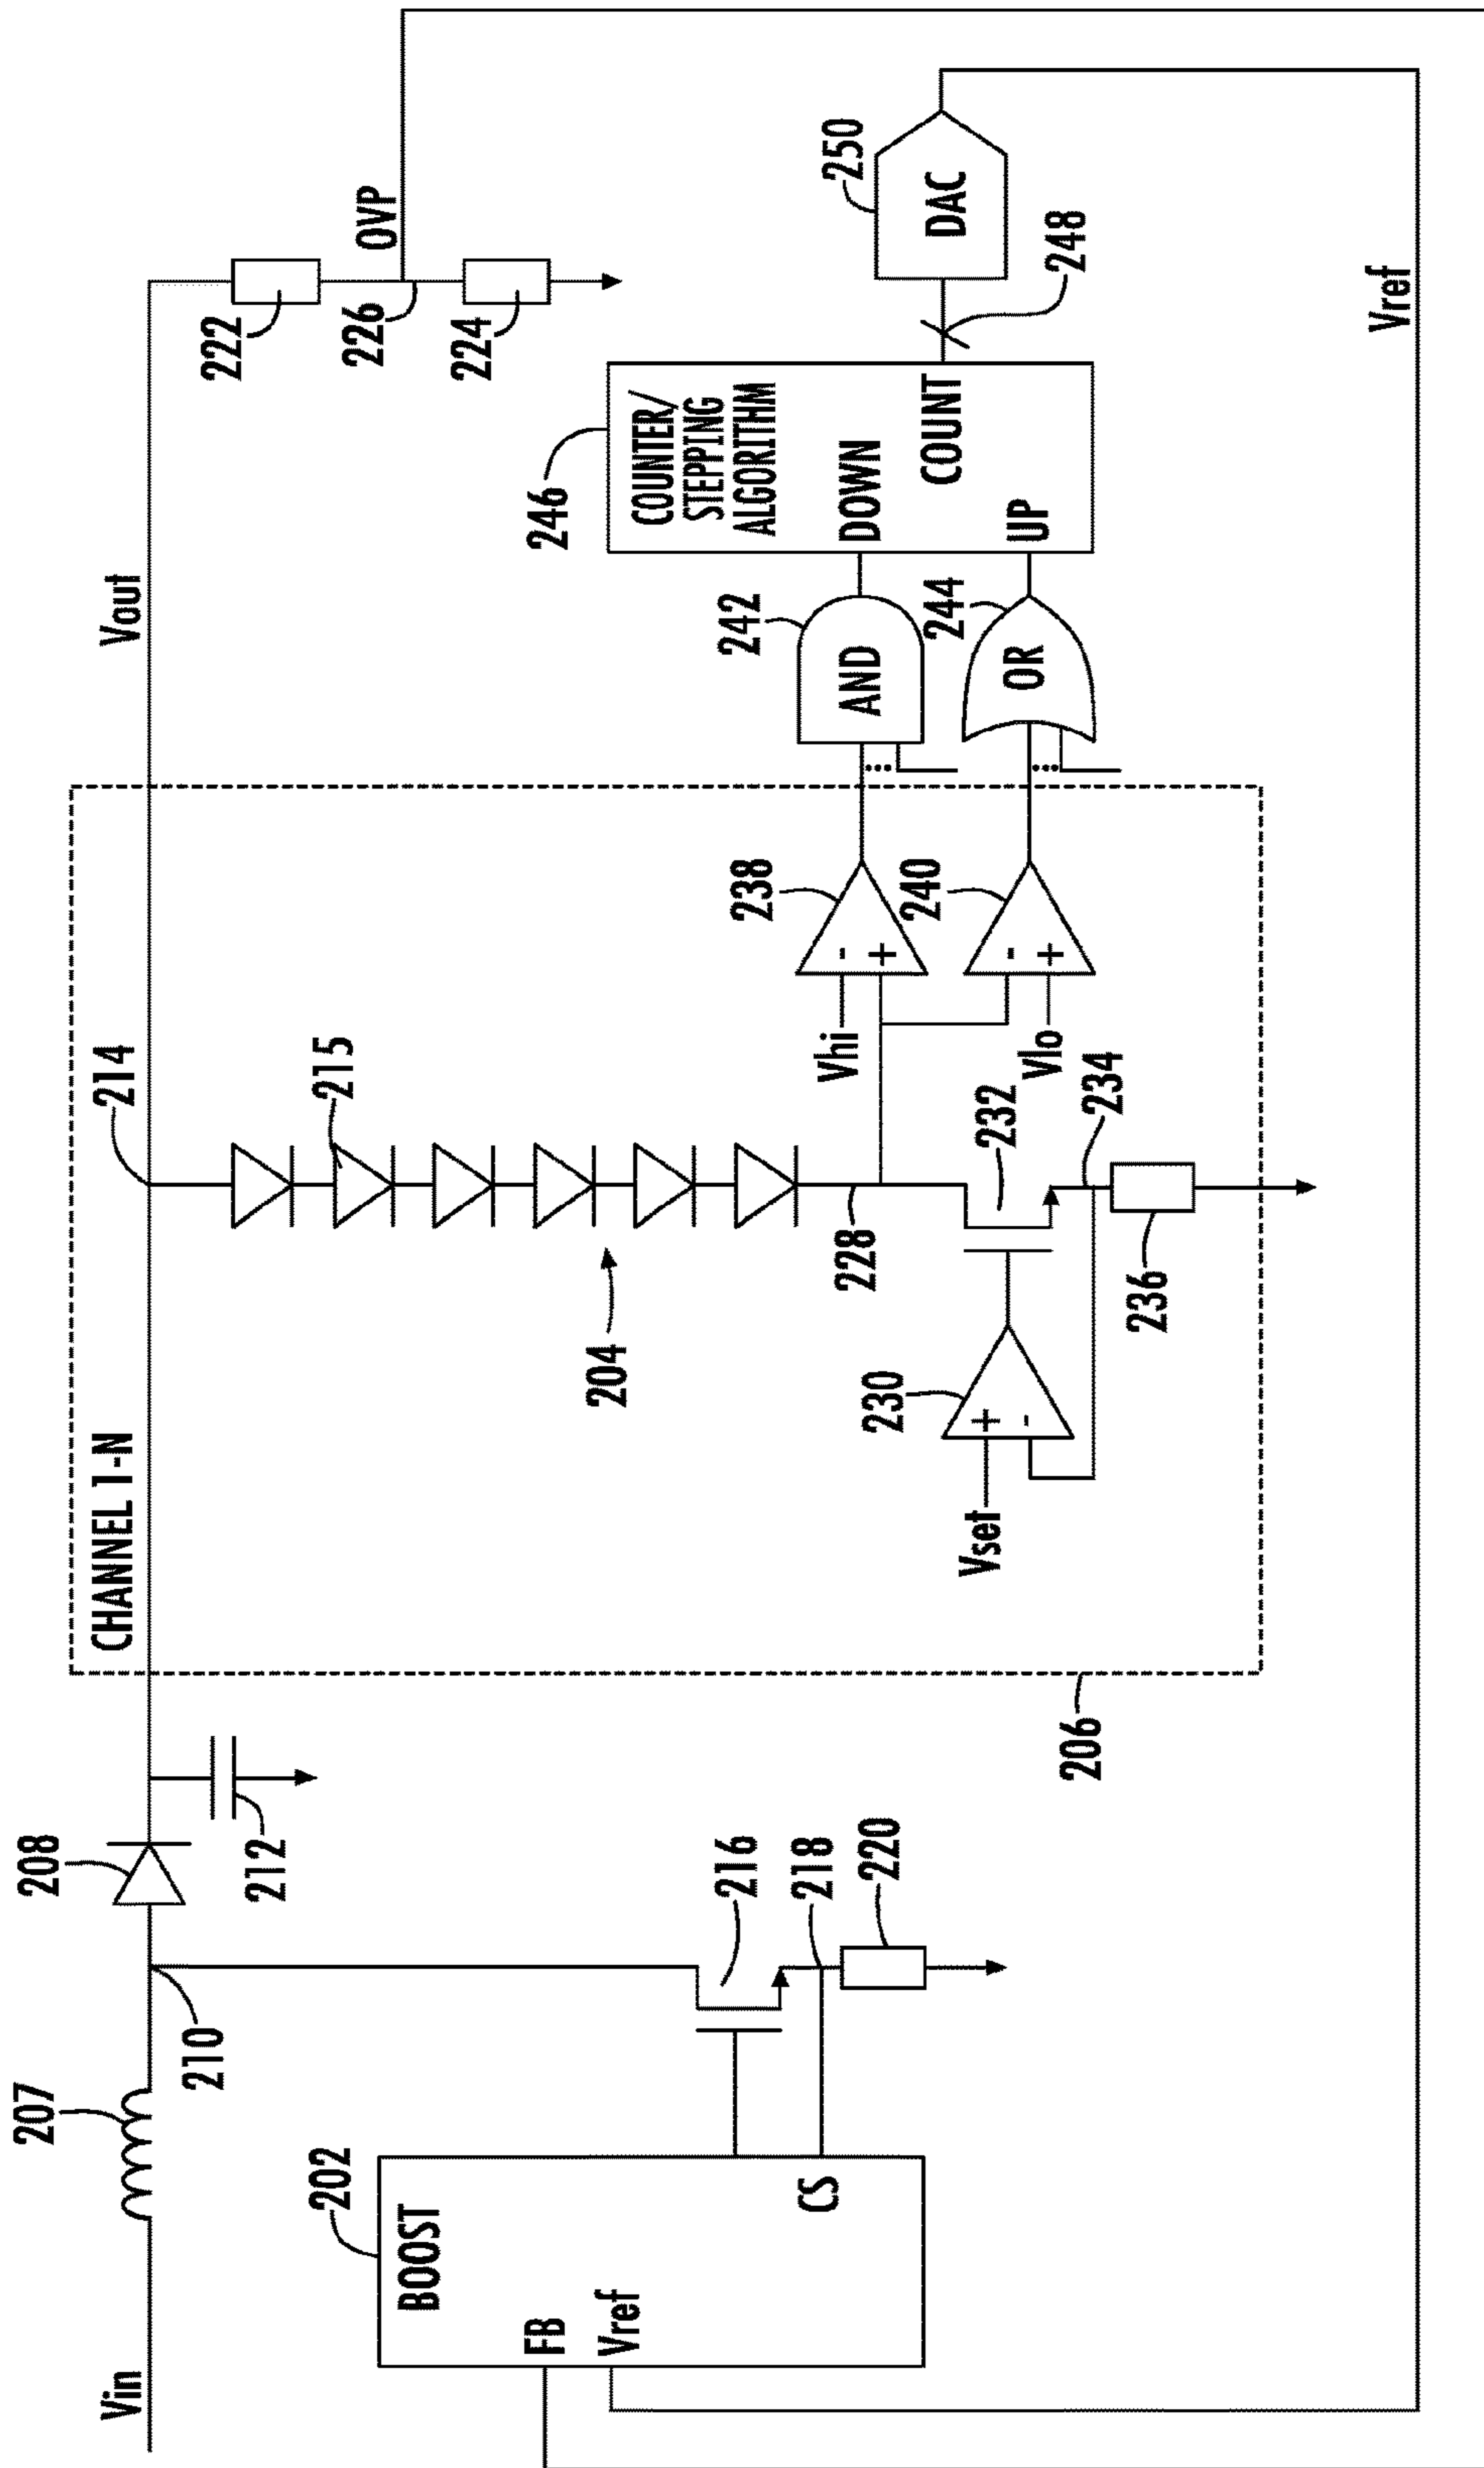 Vin
207
210
208
212
BOOST
202
FB
Vref
CS
216
218
220
CHANNEL 1-N
206
214
215
204
228
Vset
+
-
230
232
234
236
Vhi
-
+
238
Vlo
-
+
240
Vout
AND
242
OR
244
246
COUNTER/
STEPPING
ALGORITHM
DOWN
UP
COUNT
248
DAC
250
222
226
224
OVP
Vref